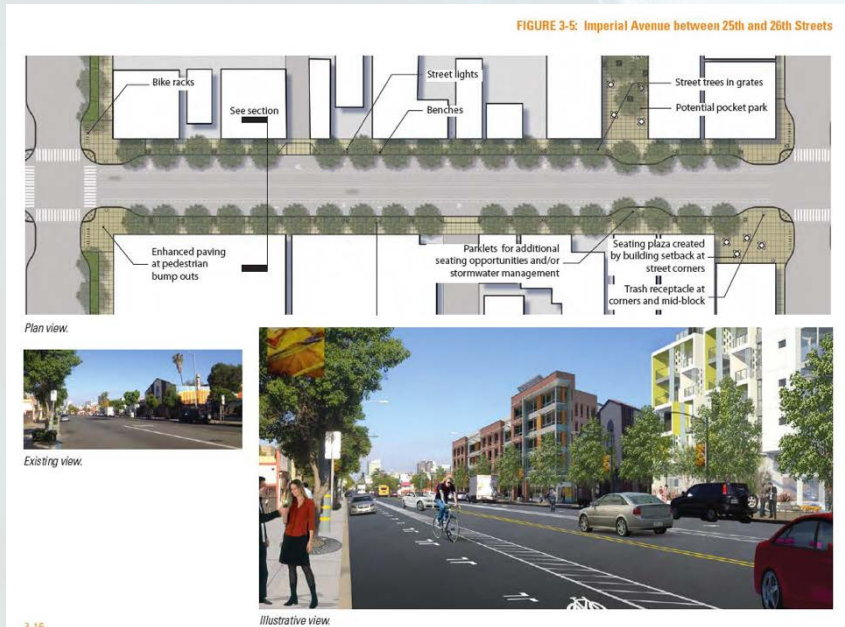 FIGURE 3-5: Imperial Avenue between 25th and 26th Streets
Bike racks
See section
Street lights
Benches
Street trees in grates
Potential pocket park
Enhanced paving
at pedestrian
bump outs
Parklets for additional
seating opportunities and/or
stormwater management
Seating plaza created
by building setback at
street corners
Trash receptacle at
corners and mid-block
Plan view.
Existing view.
Illustrative view.
3-16